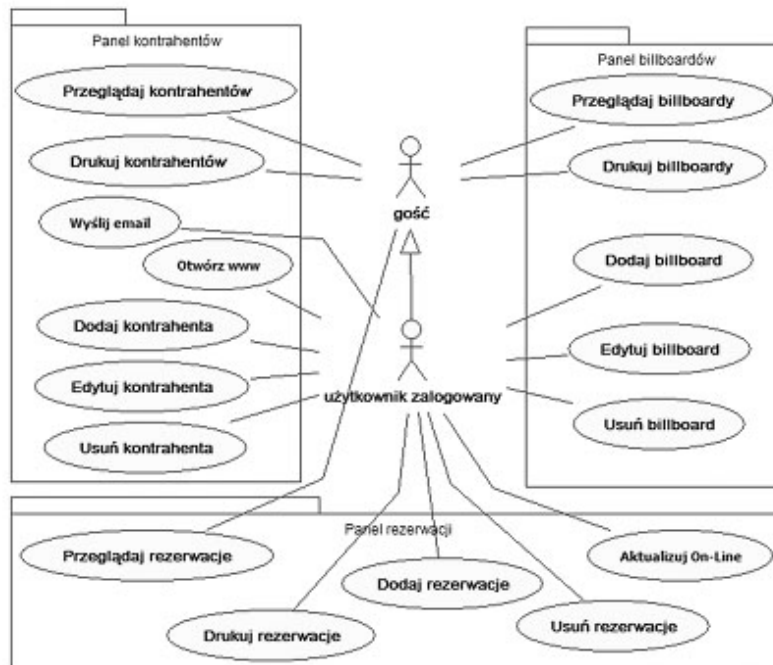 Panel kontrahentów
Przeglądaj kontrahentów
Drukuj kontrahentów
Wyślij email
Otwórz www
Dodaj kontrahenta
Edytuj kontrahenta
Usuń kontrahenta
gość
użytkownik zalogowany
Panel billboardów
Przeglądaj billboardy
Drukuj billboardy
Dodaj billboard
Edytuj billboard
Usuń billboard
Panel rezerwacji
Przeglądaj rezerwacje
Drukuj rezerwacje
Dodaj rezerwacje
Usuń rezerwacje
Aktualizuj On-Line